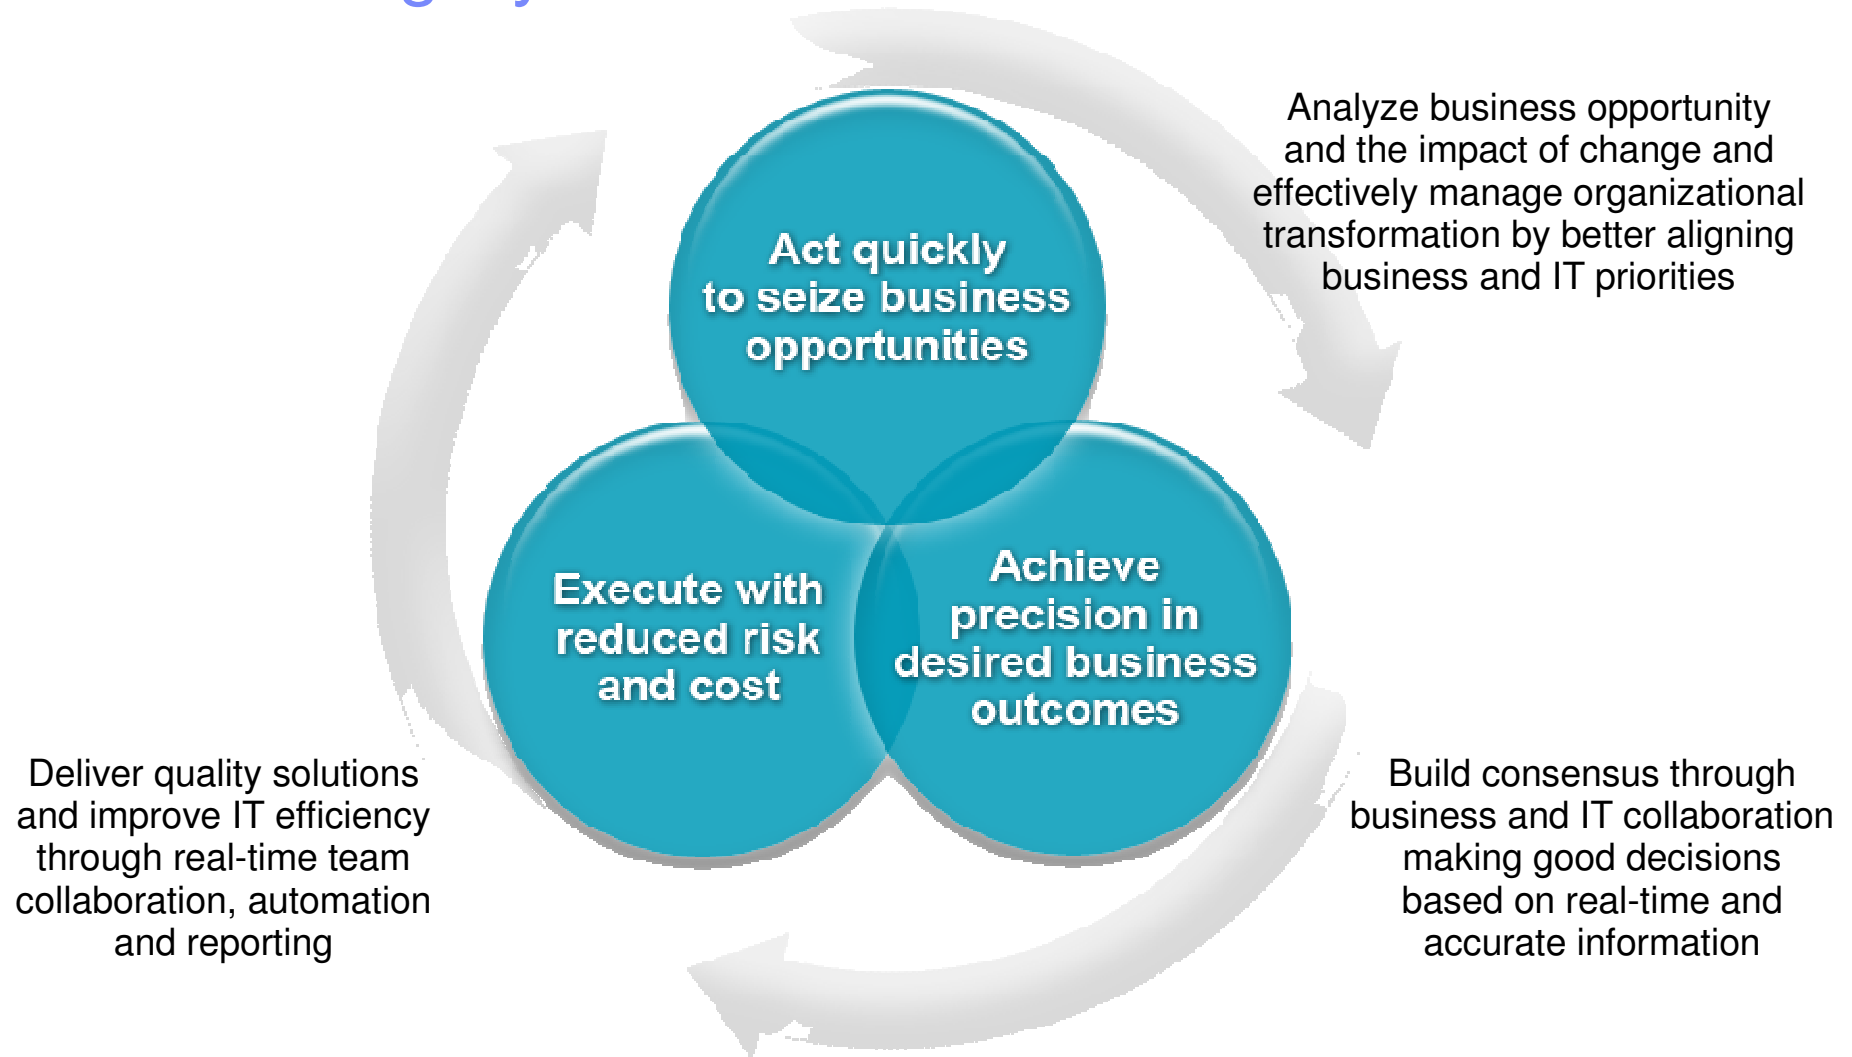 Act quickly
to seize business
opportunities
Analyze business opportunity
and the impact of change and
effectively manage organizational
transformation by better aligning
business and IT priorities
Execute with
reduced risk
and cost
Achieve
precision in
desired business
outcomes
Deliver quality solutions
and improve IT efficiency
through real-time team
collaboration, automation
and reporting
Build consensus through
business and IT collaboration
making good decisions
based on real-time and
accurate information